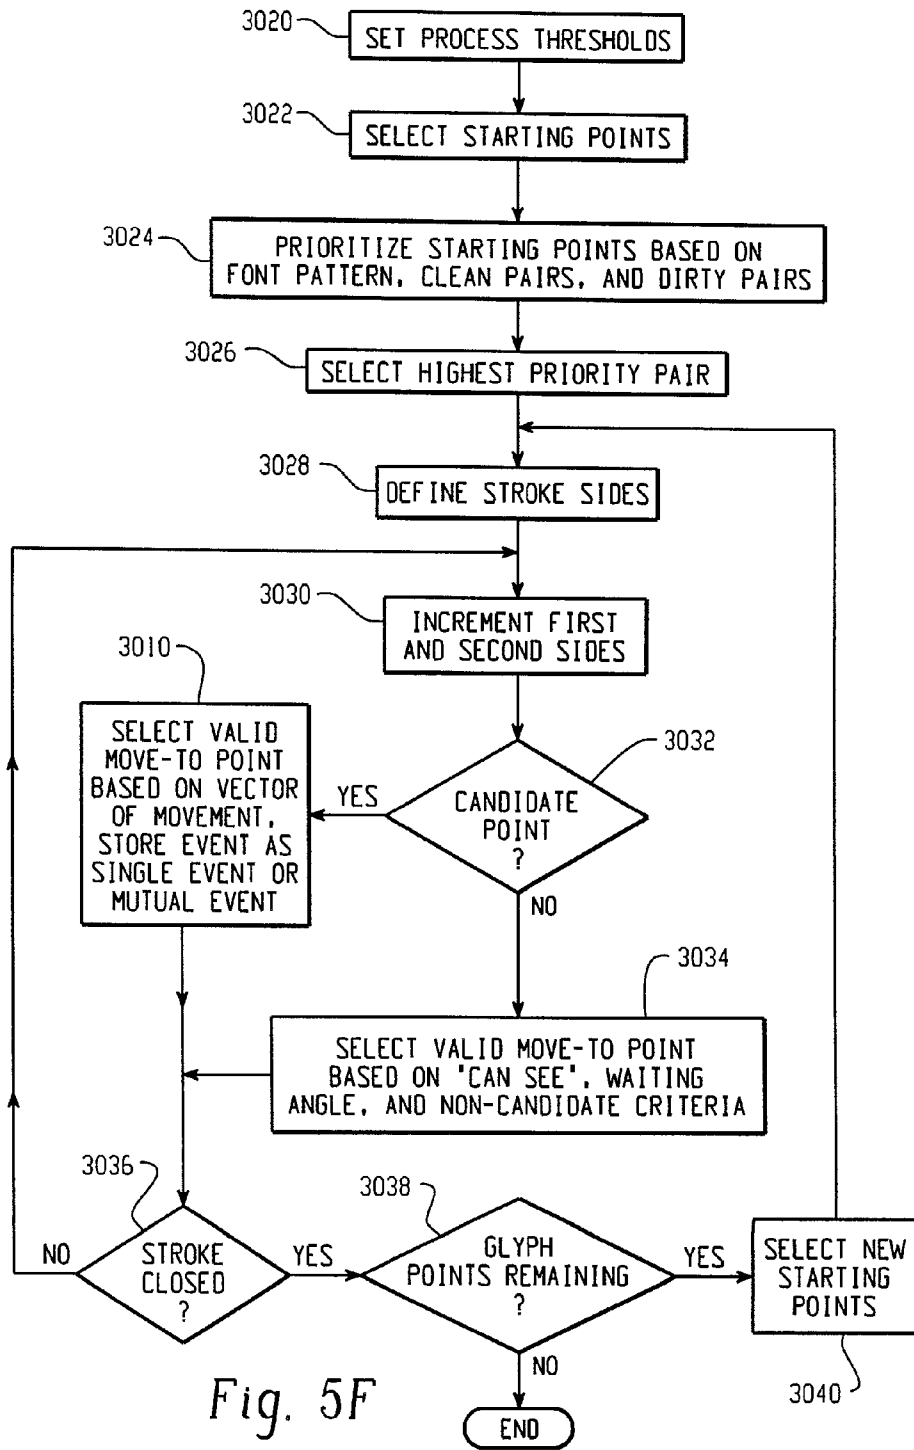 3020
SET PROCESS THRESHOLDS
3022
SELECT STARTING POINTS
3024
PRIORITIZE STARTING POINTS BASED ON
FONT PATTERN, CLEAN PAIRS, AND DIRTY PAIRS
3026
SELECT HIGHEST PRIORITY PAIR
3028
DEFINE STROKE SIDES
3030
INCREMENT FIRST
AND SECOND SIDES
3010
SELECT VALID
MOVE-TO POINT
BASED ON VECTOR
OF MOVEMENT,
STORE EVENT AS
SINGLE EVENT OR
MUTUAL EVENT
3032
YES
CANDIDATE
POINT
?
NO
3034
SELECT VALID MOVE-TO POINT
BASED ON "CAN SEE", WAITING
ANGLE, AND NON-CANDIDATE CRITERIA
3036
NO
STROKE
CLOSED
?
YES
3038
GLYPH
POINTS REMAINING
?
YES
SELECT NEW
STARTING
POINTS
3040
NO
END
Fig. 5F